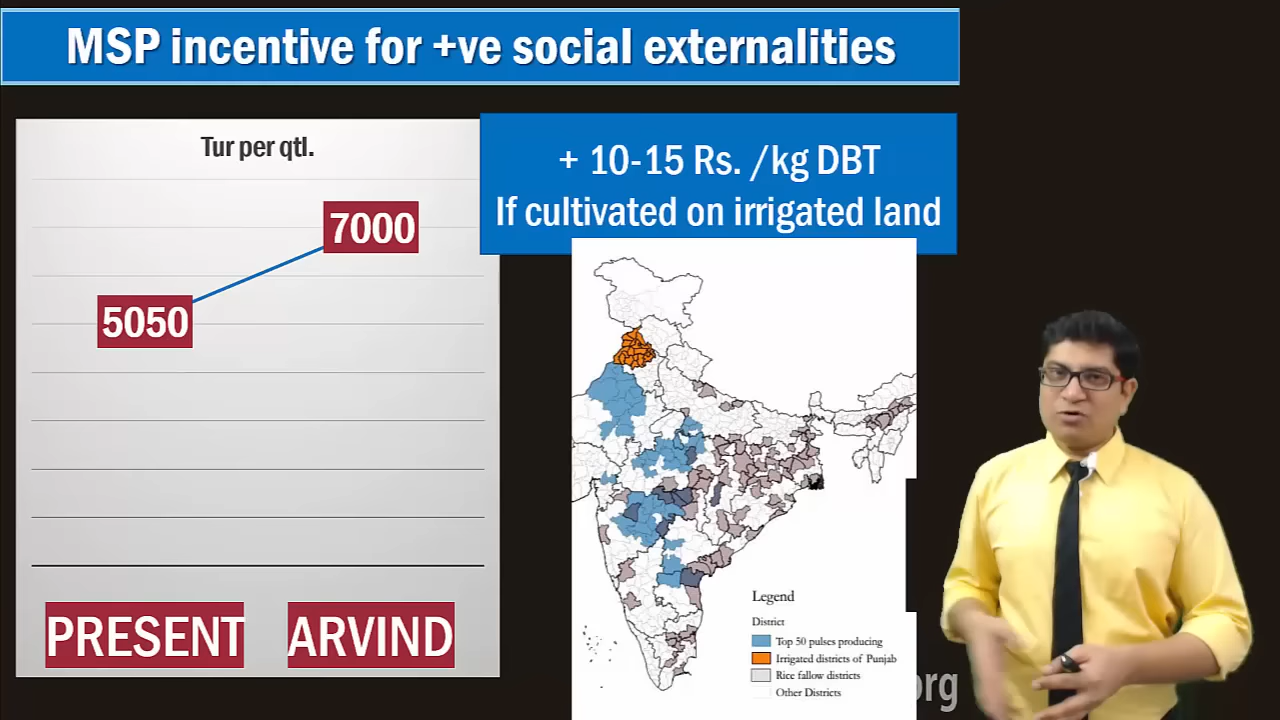 MSP incentive for +ve social externalities
Tur per qtl.
7000
5050
PRESENT
ARVIND
+ 10-15 Rs. /kg DBT
If cultivated on irrigated land
Legend
District
Top 50 pulses producing
Irrigated districts of Punjab
Rice fallow districts
Other Districts
org